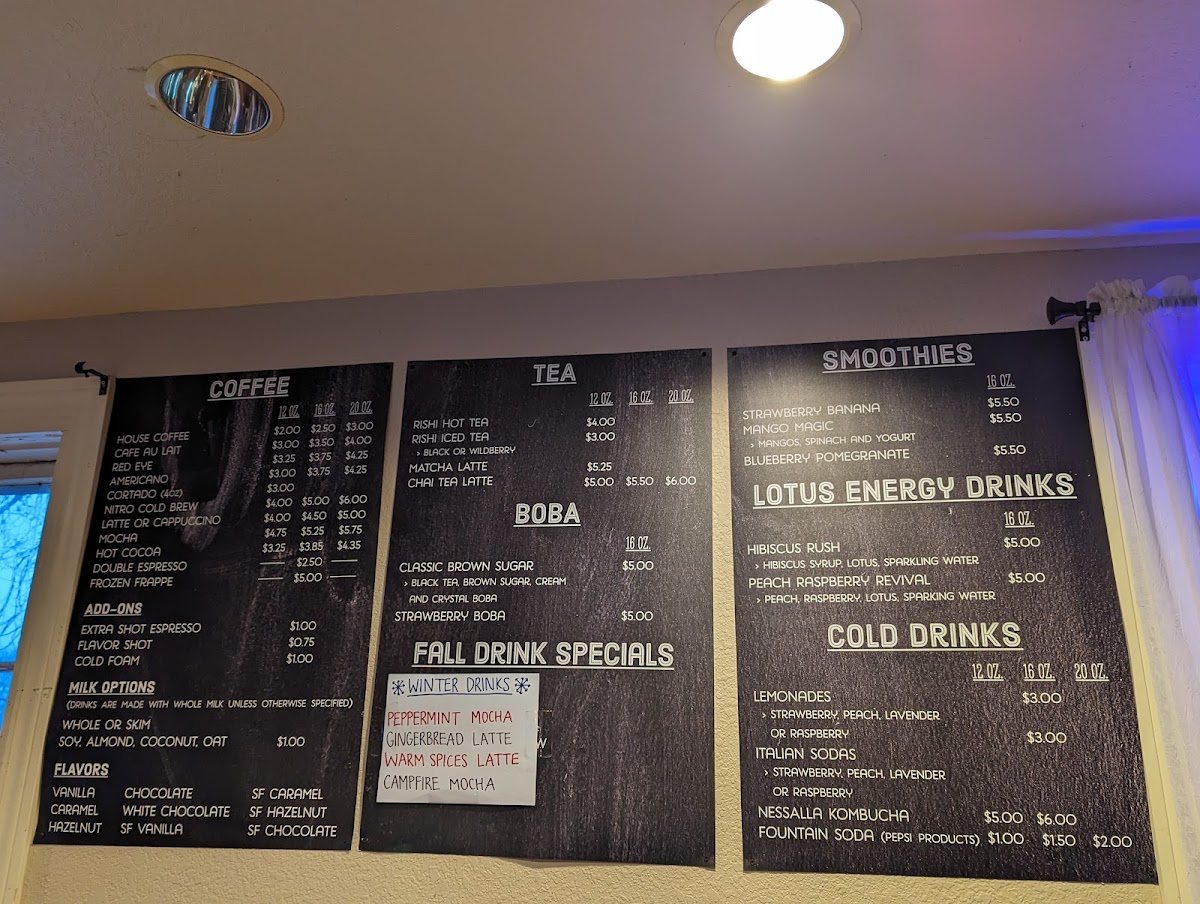 COFFEE
12 OZ. 16 OZ. 20 OZ.
HOUSE COFFEE $2.00 $2.50 $3.00
CAFE AU LAIT $3.00 $3.50 $4.00
RED EYE $3.25 $3.75 $4.25
AMERICANO $3.00 $3.75 $4.25
CORTADO (4OZ) $3.00
NITRO COLD BREW $4.00 $5.00 $6.00
LATTE OR CAPPUCCINO $4.00 $4.50 $5.00
MOCHA $4.75 $5.25 $5.75
HOT COCOA $3.25 $3.85 $4.35
DOUBLE ESPRESSO $2.50
FROZEN FRAPPE $5.00
ADD-ONS
EXTRA SHOT ESPRESSO $1.00
FLAVOR SHOT $0.75
COLD FOAM $1.00
MILK OPTIONS
(DRINKS ARE MADE WITH WHOLE MILK UNLESS OTHERWISE SPECIFIED)
WHOLE OR SKIM
SOY, ALMOND, COCONUT, OAT $1.00
FLAVORS
VANILLA CHOCOLATE SF CARAMEL
CARAMEL WHITE CHOCOLATE SF HAZELNUT
HAZELNUT SF VANILLA SF CHOCOLATE
TEA
12 OZ. 16 OZ. 20 OZ.
RISHI HOT TEA $4.00
RISHI ICED TEA $3.00
> BLACK OR WILDBERRY
MATCHA LATTE $5.25
CHAI TEA LATTE $5.00 $5.50 $6.00
BOBA
16 OZ.
CLASSIC BROWN SUGAR $5.00
> BLACK TEA, BROWN SUGAR, CREAM
AND CRYSTAL BOBA
STRAWBERRY BOBA $5.00
FALL DRINK SPECIALS
WINTER DRINKS
PEPPERMINT MOCHA
GINGERBREAD LATTE
WARM SPICES LATTE
CAMPFIRE MOCHA
SMOOTHIES
16 OZ.
STRAWBERRY BANANA $5.50
MANGO MAGIC $5.50
> MANGOS, SPINACH AND YOGURT
BLUEBERRY POMEGRANATE $5.50
LOTUS ENERGY DRINKS
16 OZ.
HIBISCUS RUSH $5.00
> HIBISCUS SYRUP, LOTUS, SPARKLING WATER
PEACH RASPBERRY REVIVAL $5.00
> PEACH, RASPBERRY, LOTUS, SPARKING WATER
COLD DRINKS
12 OZ. 16 OZ. 20 OZ.
LEMONADES $3.00
> STRAWBERRY, PEACH, LAVENDER
OR RASPBERRY
ITALIAN SODAS $3.00
> STRAWBERRY, PEACH, LAVENDER
OR RASPBERRY
NESSALLA KOMBUCHA $5.00 $6.00
FOUNTAIN SODA (PEPSI PRODUCTS) $1.00 $1.50 $2.00